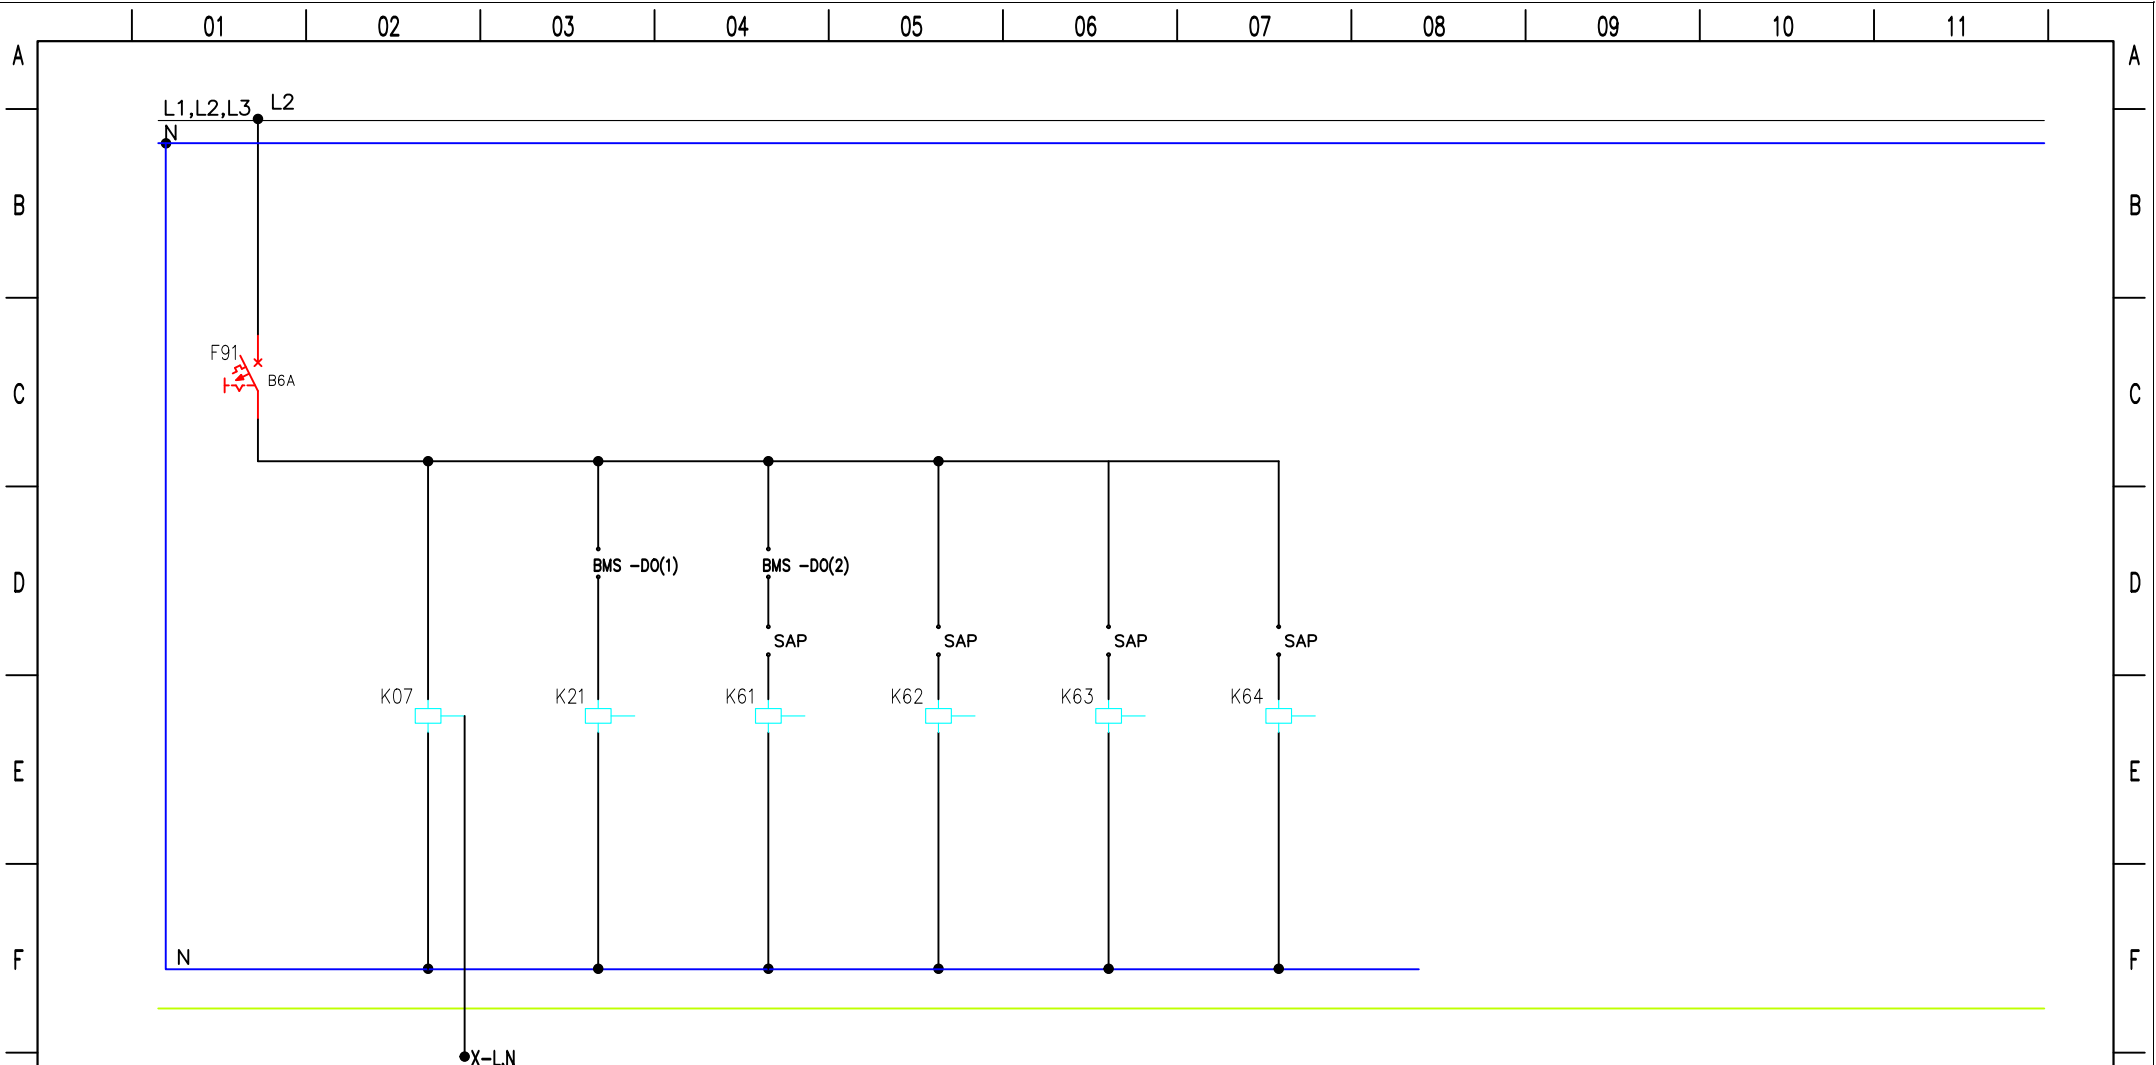 01 02 03 04 05 06 07 08 09 10 11
A A
L1,L2,L3 L2
N
B B
F91
B6A
C C
BMS -DO(1) BMS -DO(2)
D D
SAP SAP SAP SAP
K07 K21 K61 K62 K63 K64
E E
N
F F
X-L.N